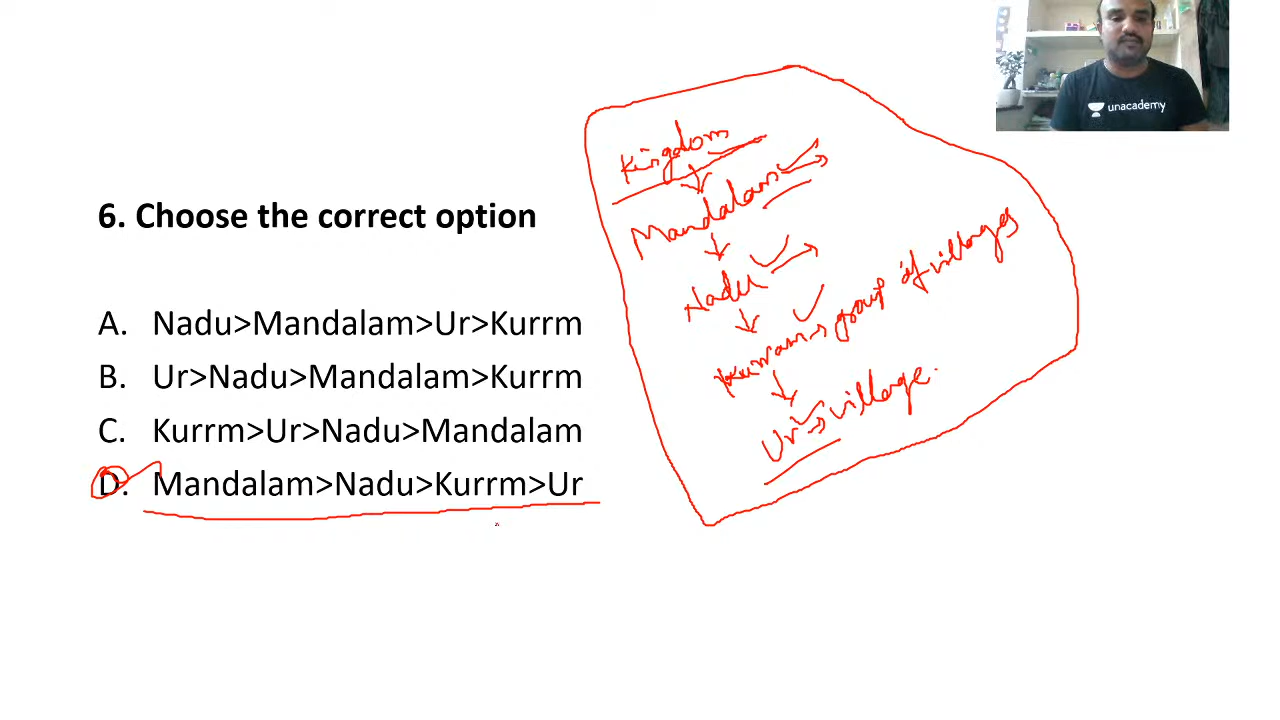 unacademy
6. Choose the correct option
A. Nadu>Mandalam>Ur>Kurrm
B. Ur>Nadu>Mandalam>Kurrm
C. Kurrm>Ur>Nadu>Mandalam
D. Mandalam>Nadu>Kurrm>Ur
Kingdom
Mandalam
Nadu
Kurram → group of villages
Ur → village.